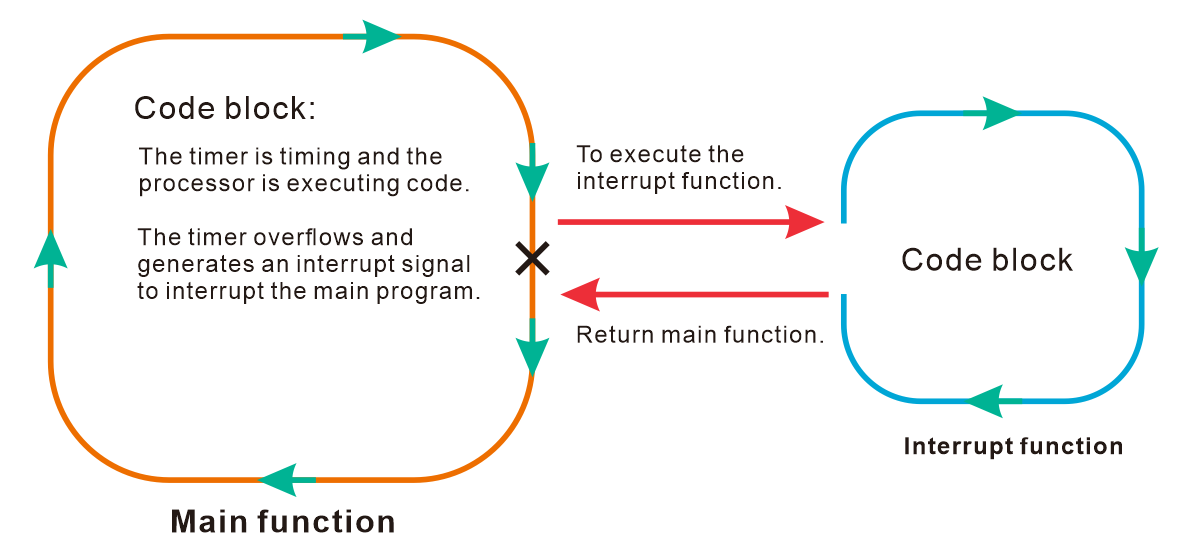 Code block:
The timer is timing and the
processor is executing code.
The timer overflows and
generates an interrupt signal
to interrupt the main program.
To execute the
interrupt function.
Return main function.
Code block
Interrupt function
Main function